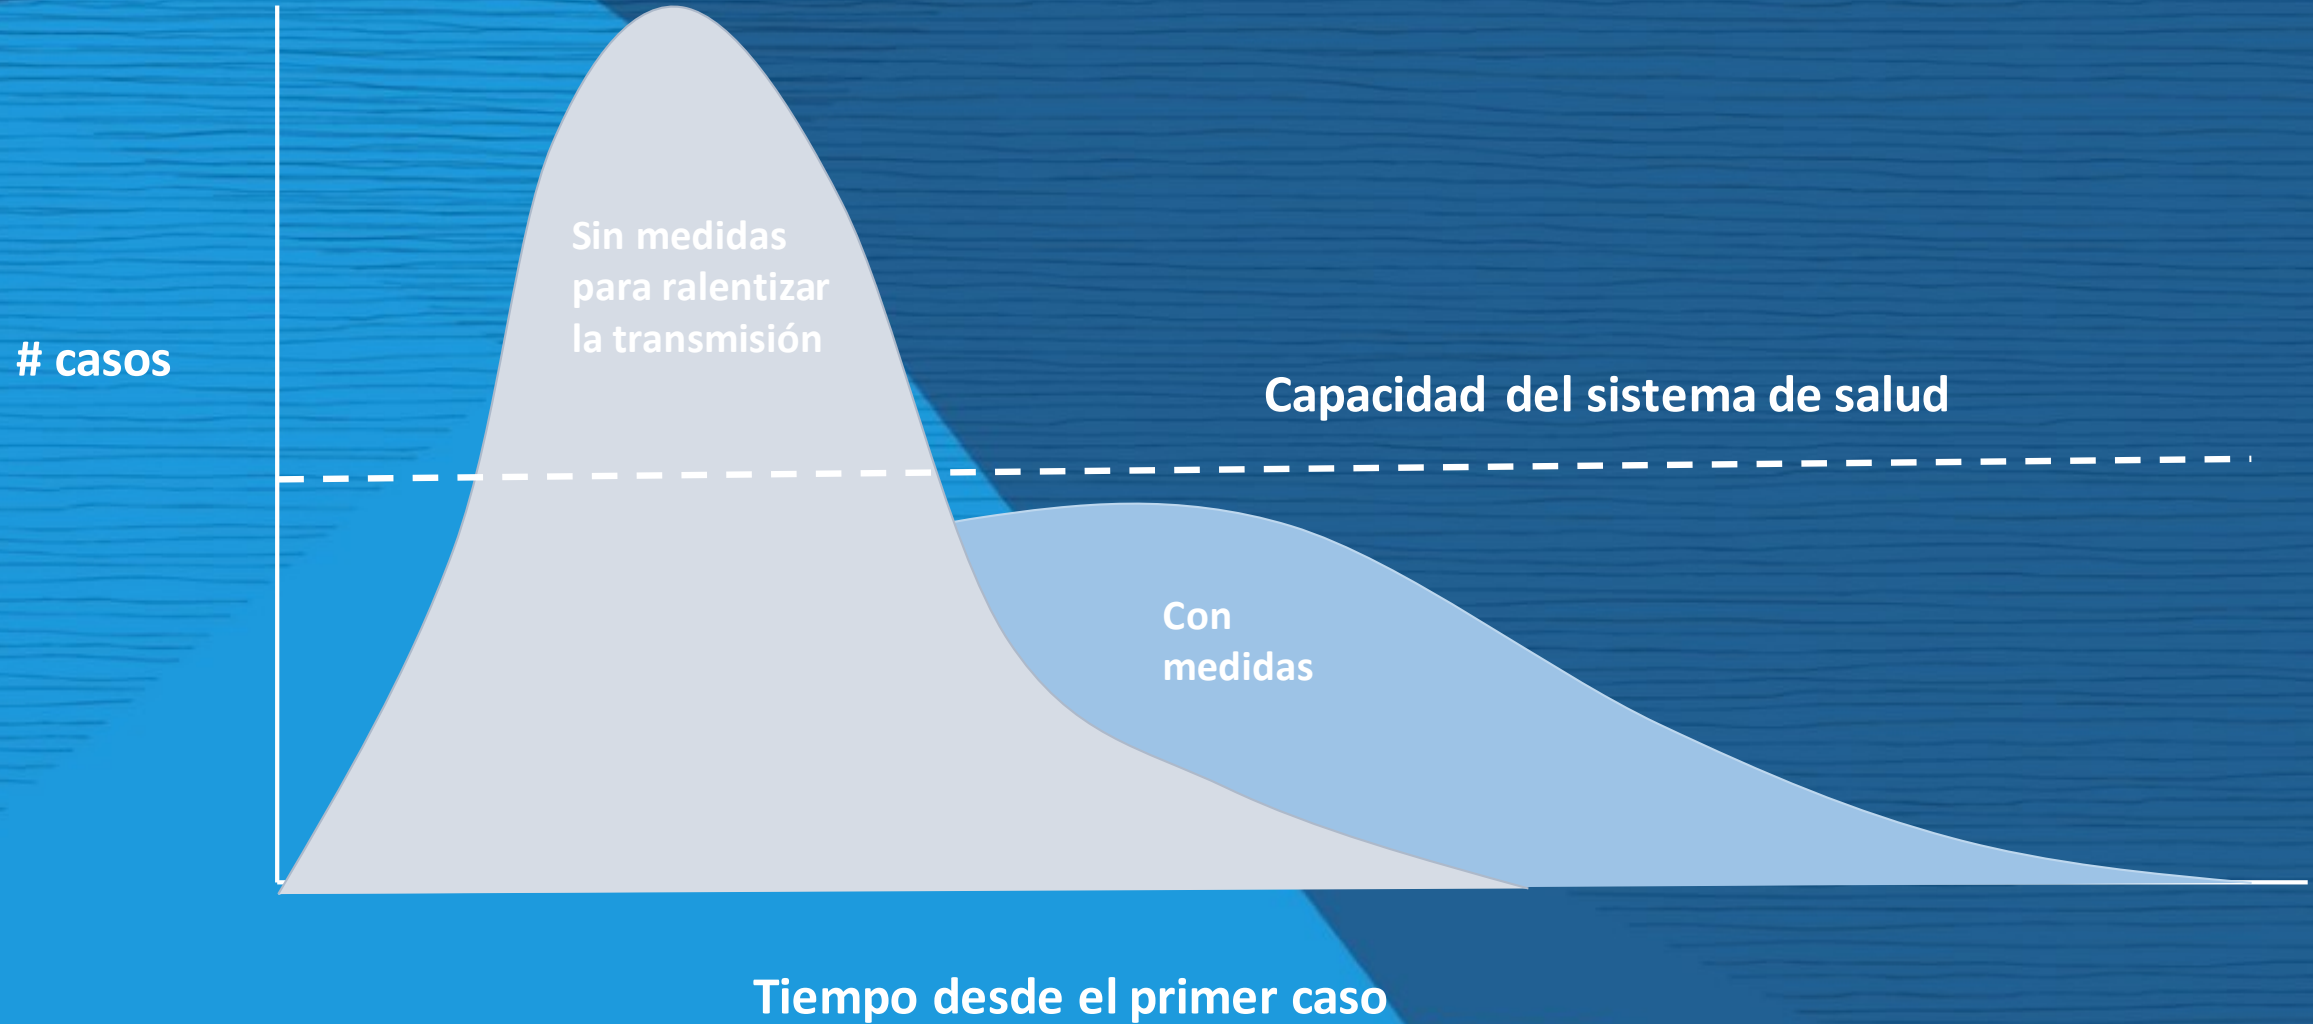 Sin medidas
para ralentizar
la transmisión
# casos
Capacidad del sistema de salud
Con
medidas
Tiempo desde el primer caso